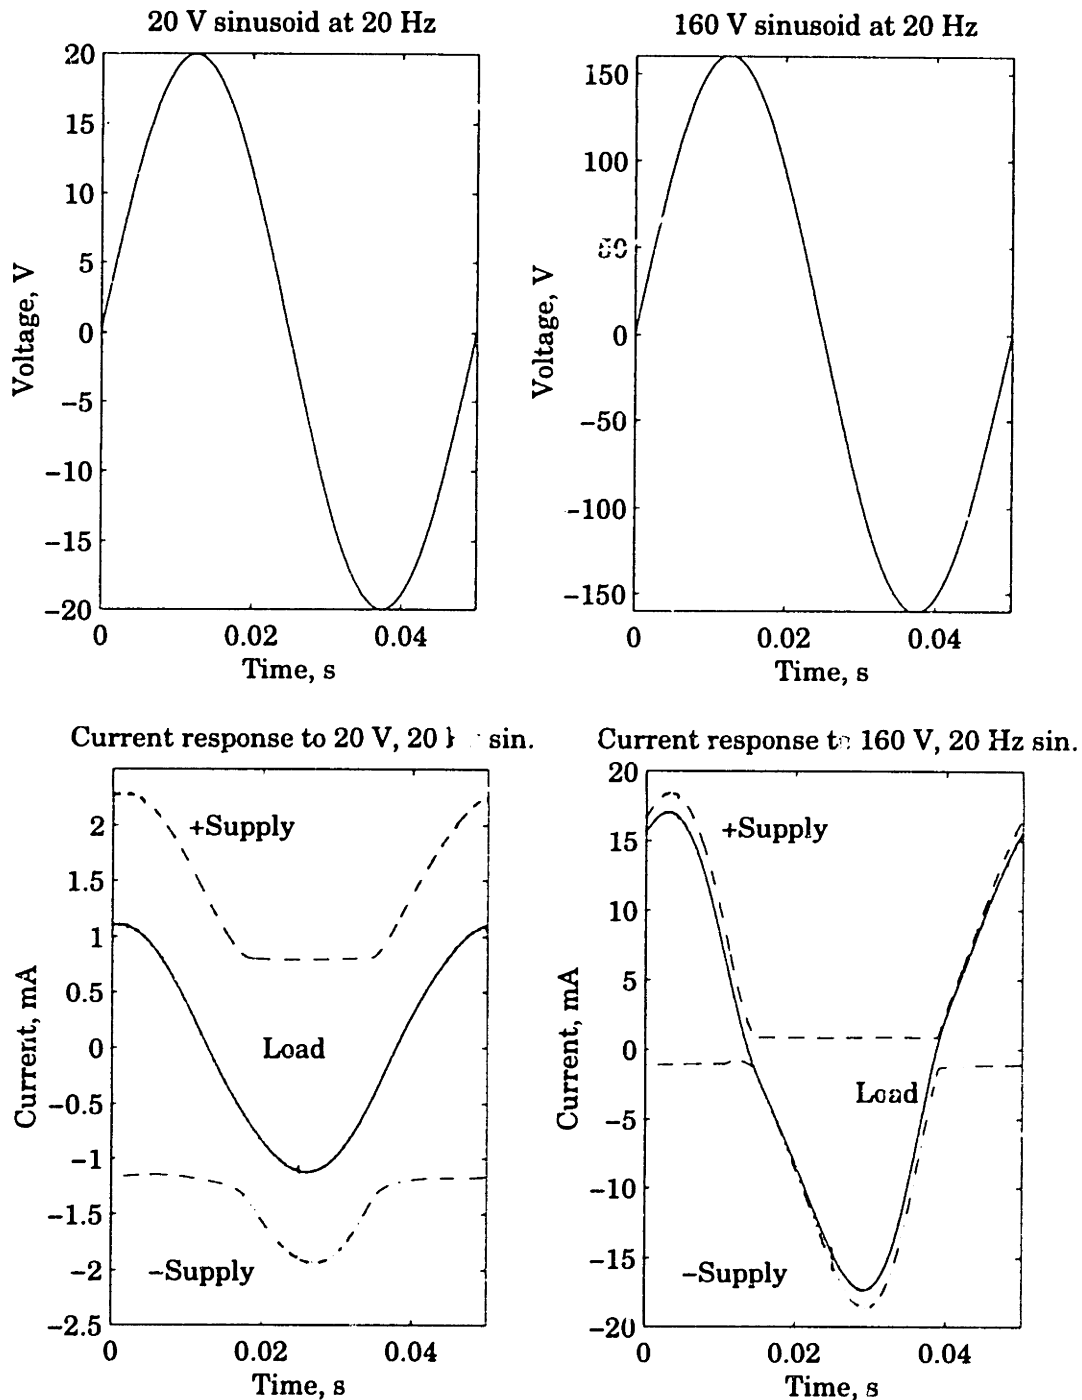 20 V sinusoid at 20 Hz
20
15
10
5
0
−5
−10
−15
−20
Voltage, V
0 0.02 0.04
Time, s
160 V sinusoid at 20 Hz
150
100
50
0
−50
−100
−150
Voltage, V
0 0.02 0.04
Time, s
Current response to 20 V, 20 sin.
2
1.5
1
0.5
0
−0.5
−1
−1.5
−2
−2.5
Current, mA
+Supply
Load
−Supply
0 0.02 0.04
Time, s
Current response to 160 V, 20 Hz sin.
20
15
10
5
0
−5
−10
−15
−20
Current, mA
+Supply
Load
−Supply
0 0.02 0.04
Time, s